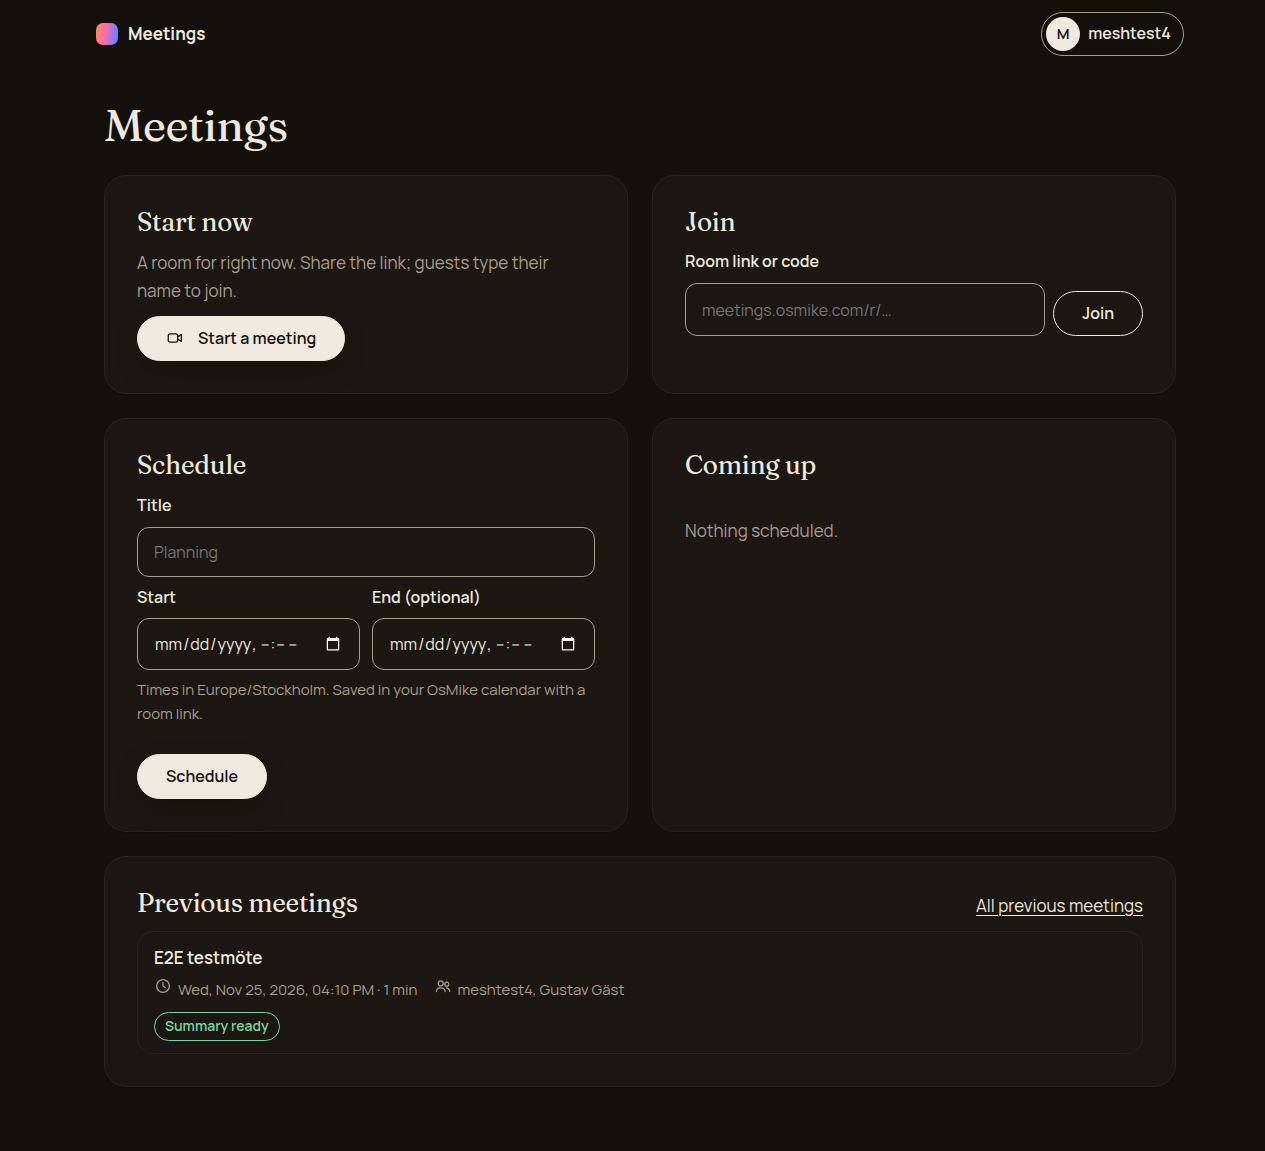 Meetings
M meshtest4
Meetings
Start now
A room for right now. Share the link; guests type their
name to join.
Start a meeting
Join
Room link or code
meetings.osmike.com/r/…
Join
Schedule
Title
Planning
Start
End (optional)
mm/dd/yyyy, –:– –
mm/dd/yyyy, –:– –
Times in Europe/Stockholm. Saved in your OsMike calendar with a
room link.
Schedule
Coming up
Nothing scheduled.
Previous meetings
All previous meetings
E2E testmöte
Wed, Nov 25, 2026, 04:10 PM · 1 min meshtest4, Gustav Gäst
Summary ready